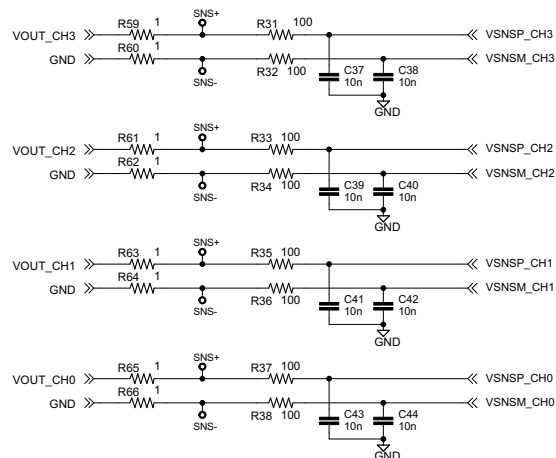 R59 1 SNS+ R31 100
VOUT_CH3 VSNSP_CH3
R60 1
GND VSNSM_CH3
SNS- R32 100 C37 C38
10n 10n
GND
R61 1 SNS+ R33 100
VOUT_CH2 VSNSP_CH2
R62 1
GND VSNSM_CH2
SNS- R34 100 C39 C40
10n 10n
GND
R63 1 SNS+ R35 100
VOUT_CH1 VSNSP_CH1
R64 1
GND VSNSM_CH1
SNS- R36 100 C41 C42
10n 10n
GND
R65 1 SNS+ R37 100
VOUT_CH0 VSNSP_CH0
R66 1
GND VSNSM_CH0
SNS- R38 100 C43 C44
10n 10n
GND